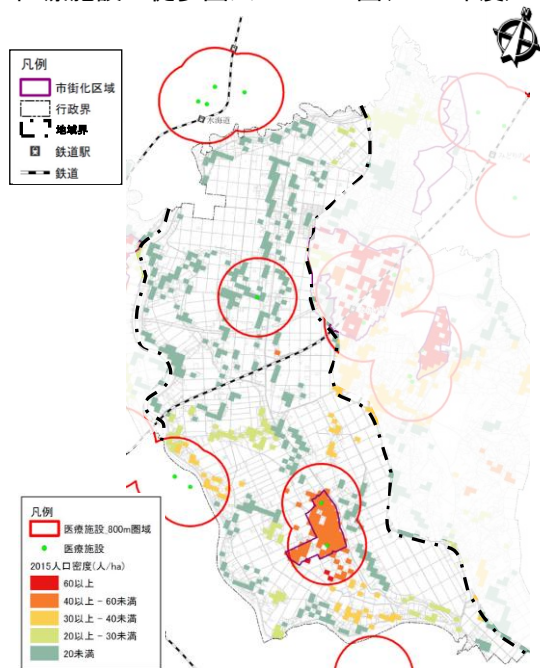 凡例
市街化区域
行政界
地域界
鉄道駅
鉄道
凡例
医療施設_800m圏域
医療施設
2015人口密度(人/ha)
60以上
40以上 - 60未満
30以上 - 40未満
20以上 - 30未満
20未満